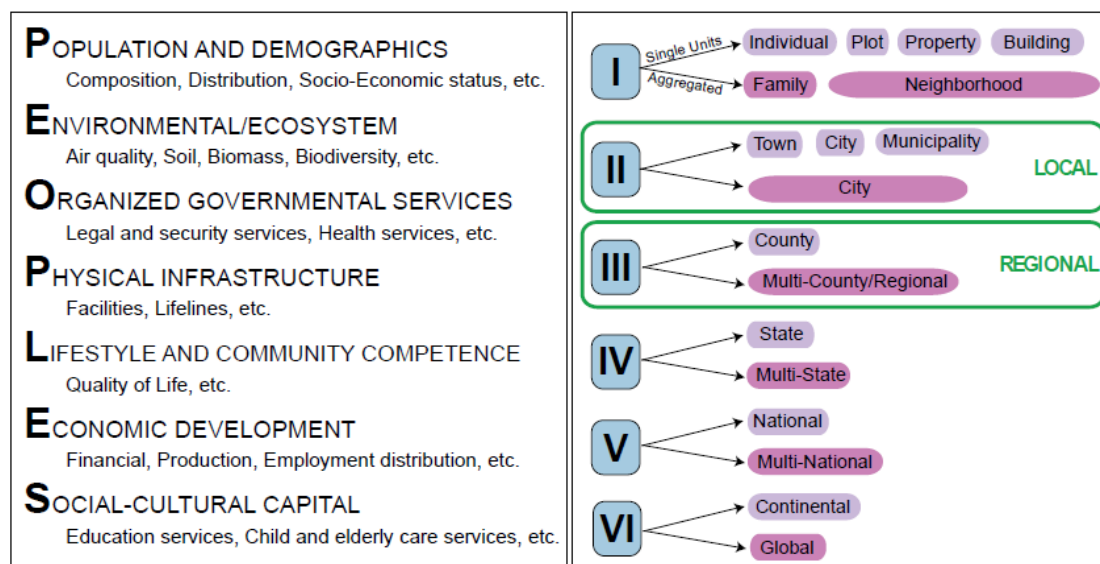 POPULATION AND DEMOGRAPHICS
Composition, Distribution, Socio-Economic status, etc.
ENVIRONMENTAL/ECOSYSTEM
Air quality, Soil, Biomass, Biodiversity, etc.
ORGANIZED GOVERNMENTAL SERVICES
Legal and security services, Health services, etc.
PHYSICAL INFRASTRUCTURE
Facilities, Lifelines, etc.
LIFESTYLE AND COMMUNITY COMPETENCE
Quality of Life, etc.
ECONOMIC DEVELOPMENT
Financial, Production, Employment distribution, etc.
SOCIAL-CULTURAL CAPITAL
Education services, Child and elderly care services, etc.
I
Single Units
Individual Plot Property Building
Aggregated
Family Neighborhood
II
Town City Municipality
City
LOCAL
III
County
Multi-County/Regional
REGIONAL
IV
State
Multi-State
V
National
Multi-National
VI
Continental
Global